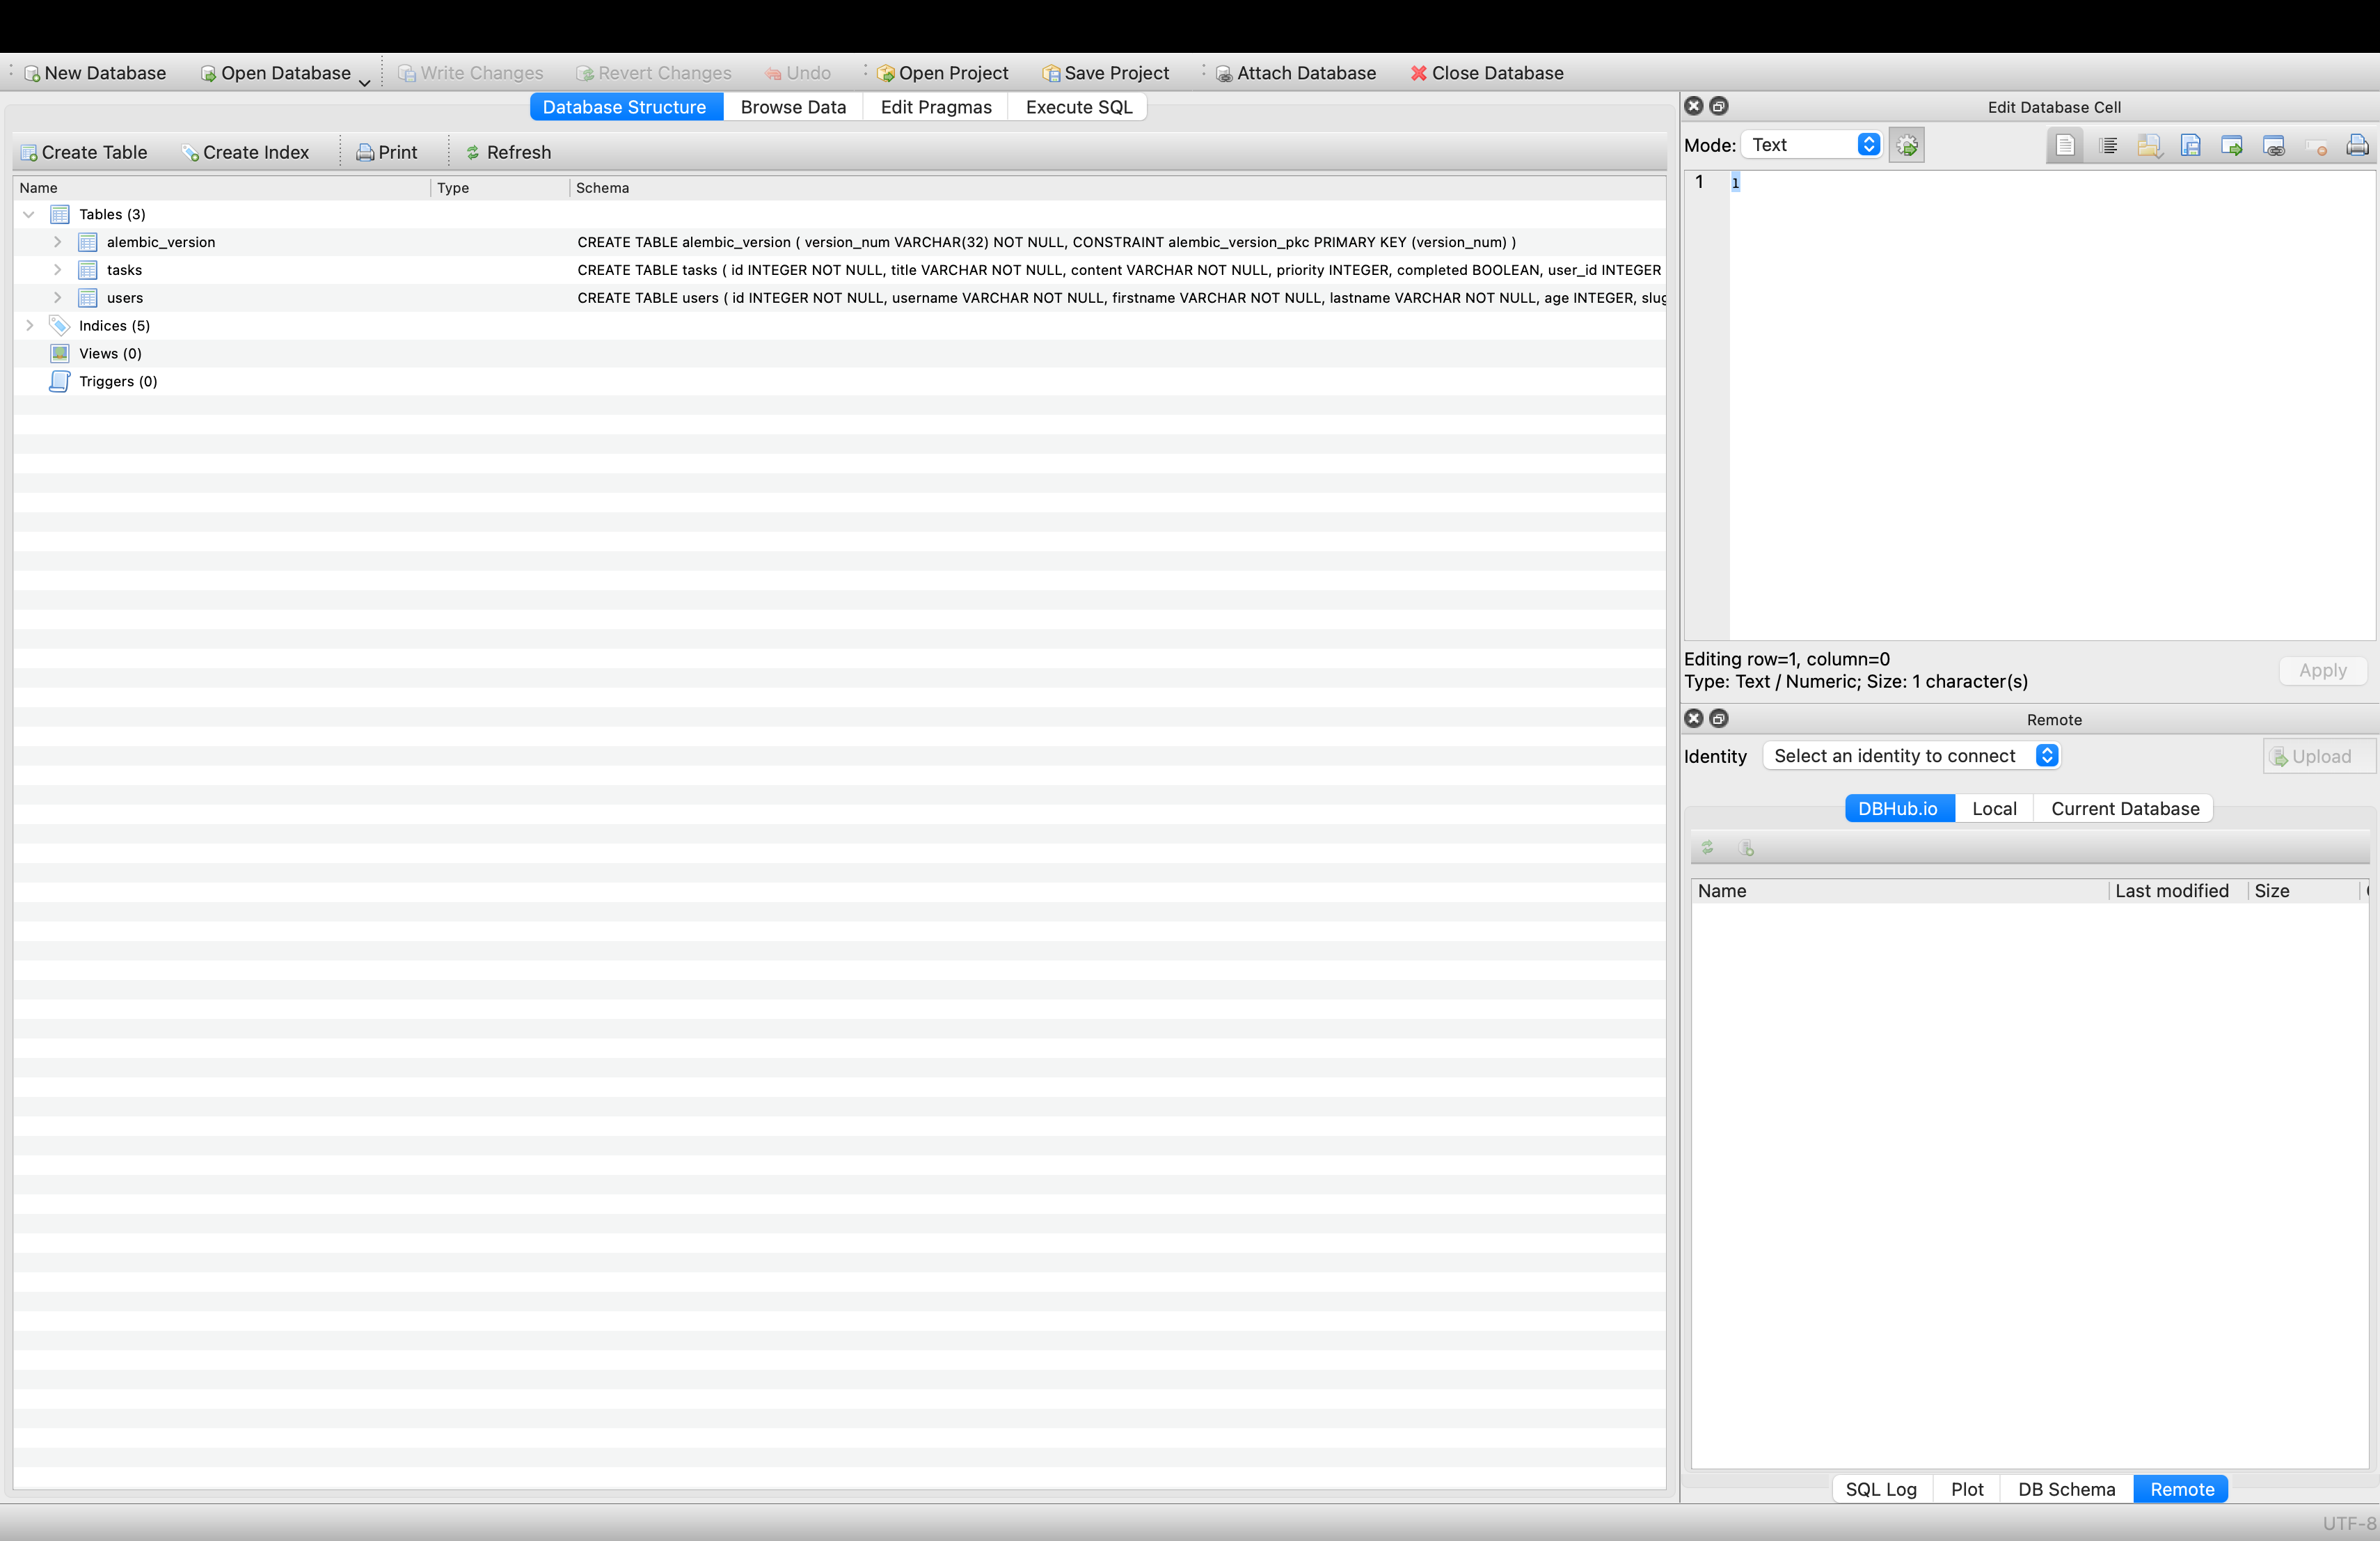 New Database Open Database Write Changes Revert Changes Undo Open Project Save Project Attach Database Close Database
Database Structure Browse Data Edit Pragmas Execute SQL
Create Table Create Index Print Refresh
Name Type Schema
Tables (3)
alembic_version CREATE TABLE alembic_version ( version_num VARCHAR(32) NOT NULL, CONSTRAINT alembic_version_pkc PRIMARY KEY (version_num) )
tasks CREATE TABLE tasks ( id INTEGER NOT NULL, title VARCHAR NOT NULL, content VARCHAR NOT NULL, priority INTEGER, completed BOOLEAN, user_id INTEGER
users CREATE TABLE users ( id INTEGER NOT NULL, username VARCHAR NOT NULL, firstname VARCHAR NOT NULL, lastname VARCHAR NOT NULL, age INTEGER, slug
Indices (5)
Views (0)
Triggers (0)
Edit Database Cell
Mode: Text
1 1
Editing row=1, column=0
Type: Text / Numeric; Size: 1 character(s)
Apply
Remote
Identity Select an identity to connect Upload
DBHub.io Local Current Database
Name Last modified Size
SQL Log Plot DB Schema Remote
UTF-8